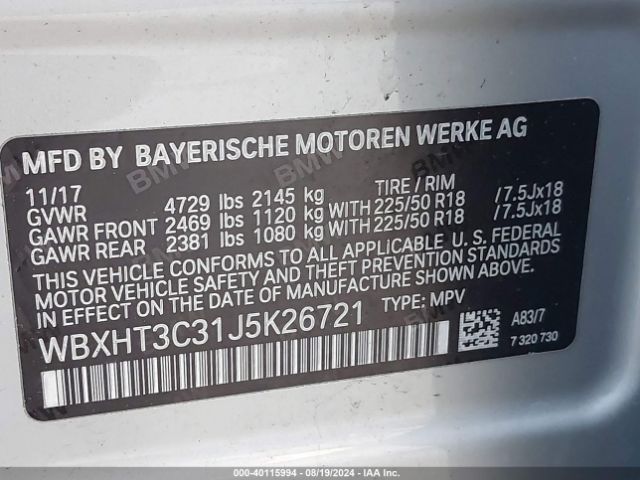 MFD BY BAYERISCHE MOTOREN WERKE AG
11/17
GVWR 4729 lbs 2145 kg TIRE / RIM
GAWR FRONT 2469 lbs 1120 kg WITH 225/50 R18 /7.5Jx18
GAWR REAR 2381 lbs 1080 kg WITH 225/50 R18 /7.5Jx18
THIS VEHICLE CONFORMS TO ALL APPLICABLE U. S. FEDERAL
MOTOR VEHICLE SAFETY AND THEFT PREVENTION STANDARDS
IN EFFECT ON THE DATE OF MANUFACTURE SHOWN ABOVE.
WBXHT3C31J5K26721 TYPE: MPV
A83/7
7 320 730
000-40115994 - 08/19/2024 - IAA Inc.